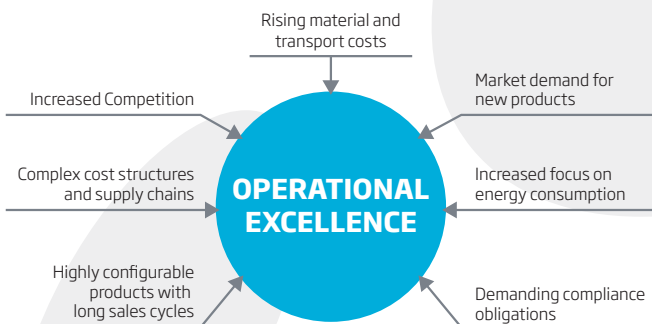 Rising material and
transport costs
Increased Competition
Market demand for
new products
Complex cost structures
and supply chains
OPERATIONAL
EXCELLENCE
Increased focus on
energy consumption
Highly configurable
products with
long sales cycles
Demanding compliance
obligations